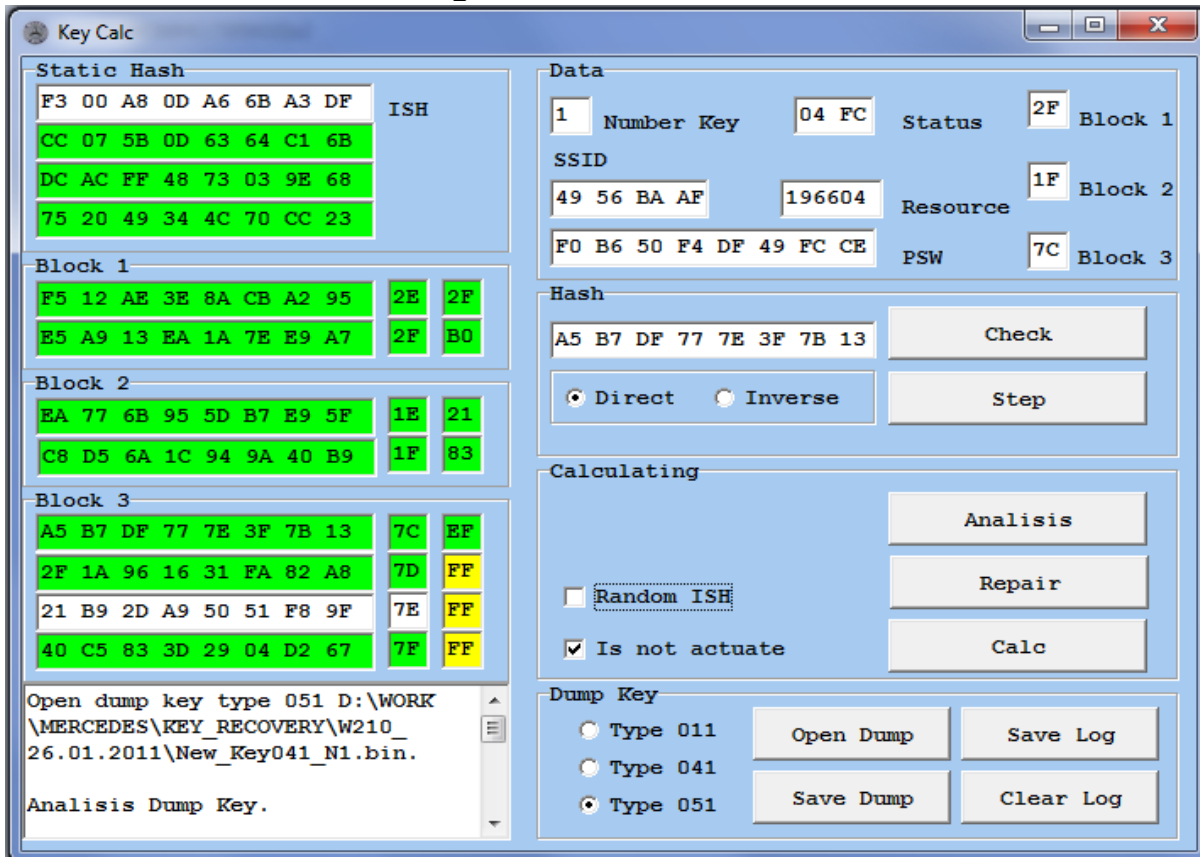 Key Calc
Static Hash
F3 00 A8 0D A6 6B A3 DF ISH
CC 07 5B 0D 63 64 C1 6B
DC AC FF 48 73 03 9E 68
75 20 49 34 4C 70 CC 23
Block 1
F5 12 AE 3E 8A CB A2 95 2E 2F
E5 A9 13 EA 1A 7E E9 A7 2F B0
Block 2
EA 77 6B 95 5D B7 E9 5F 1E 21
C8 D5 6A 1C 94 9A 40 B9 1F 83
Block 3
A5 B7 DF 77 7E 3F 7B 13 7C EF
2F 1A 96 16 31 FA 82 A8 7D FF
21 B9 2D A9 50 51 F8 9F 7E FF
40 C5 83 3D 29 04 D2 67 7F FF
Open dump key type 051 D:\WORK
\MERCEDES\KEY_RECOVERY\W210_
26.01.2011\New_Key041_N1.bin.
Analisis Dump Key.
Data
1 Number Key 04 FC Status 2F Block 1
SSID
49 56 BA AF 196604 Resource 1F Block 2
F0 B6 50 F4 DF 49 FC CE PSW 7C Block 3
Hash
A5 B7 DF 77 7E 3F 7B 13 Check
Direct Inverse Step
Calculating
Analisis
Random ISH Repair
Is not actuate Calc
Dump Key
Type 011 Open Dump Save Log
Type 041
Type 051 Save Dump Clear Log